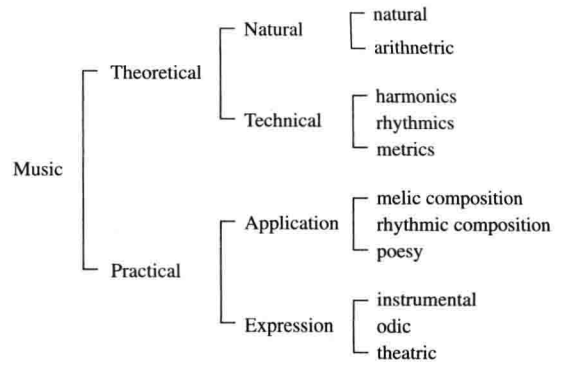 natural
Natural
arithnetric
Theoretical
harmonics
Technical
rhythmics
metrics
Music
melic composition
Application
rhythmic composition
poesy
Practical
instrumental
Expression
odic
theatric